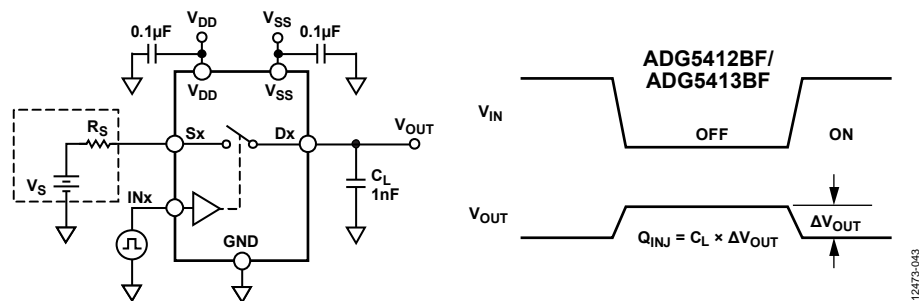 VDD
VSS
0.1µF
0.1µF
VDD
VSS
RS
Sx
Dx
VOUT
VS
INx
CL
1nF
GND
ADG5412BF/
ADG5413BF
VIN
OFF
ON
VOUT
QINJ = CL × ΔVOUT
ΔVOUT
12473-043